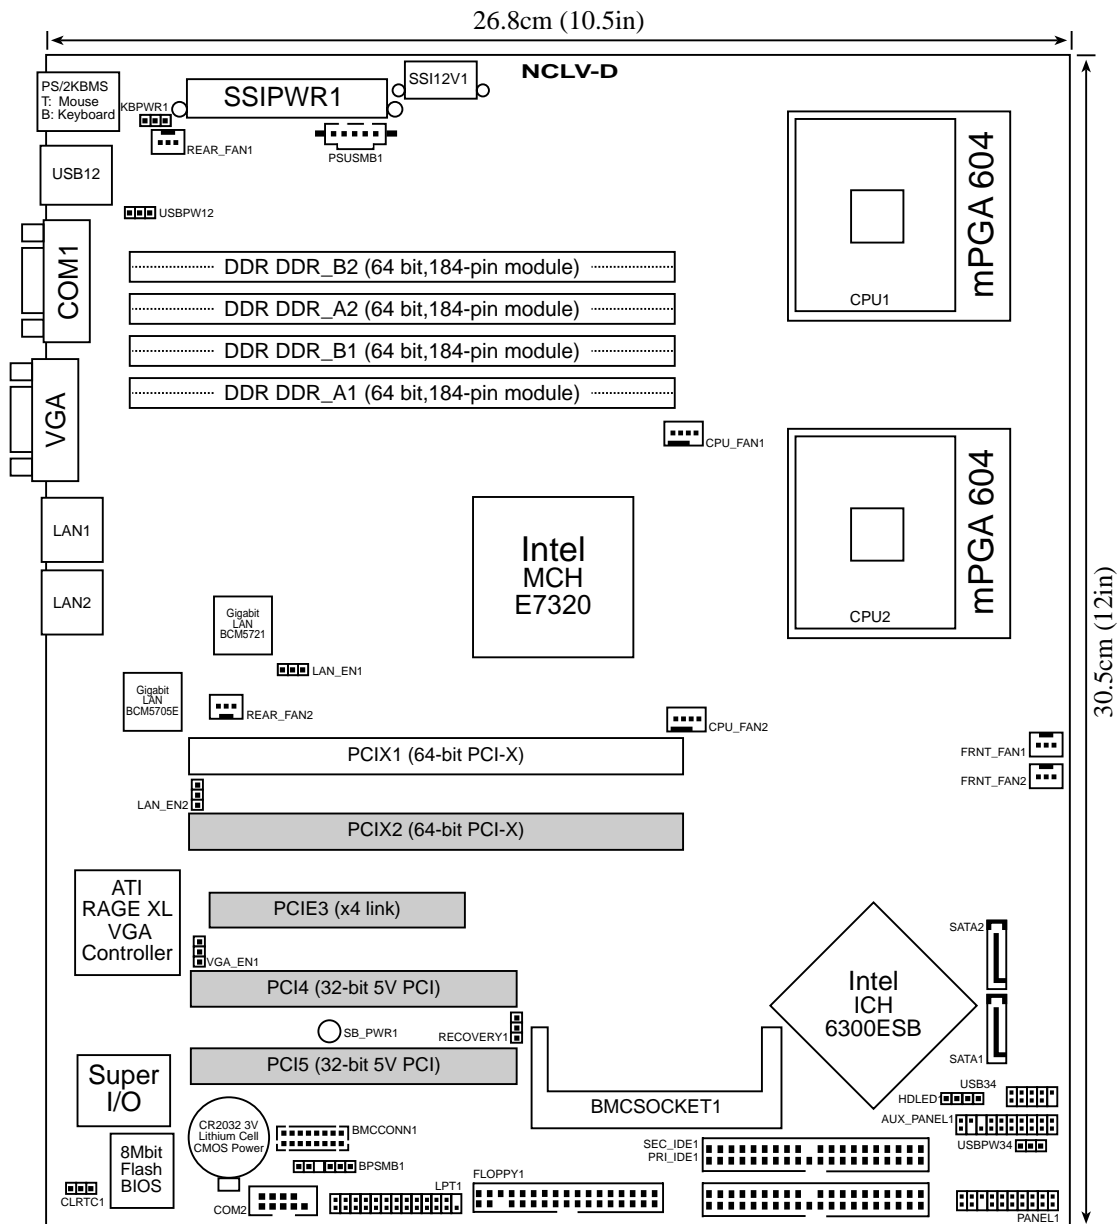 26.8cm (10.5in)
NCLV-D
PS/2KBMS
T: Mouse
B: Keyboard
KBPWR1
SSIPWR1
SSI12V1
REAR_FAN1
PSUSMB1
USB12
USBPW12
COM1
mPGA 604
CPU1
DDR DDR_B2 (64 bit,184-pin module)
DDR DDR_A2 (64 bit,184-pin module)
DDR DDR_B1 (64 bit,184-pin module)
DDR DDR_A1 (64 bit,184-pin module)
VGA
CPU_FAN1
mPGA 604
CPU2
LAN1
LAN2
Intel
MCH
E7320
30.5cm (12in)
Gigabit
LAN
BCM5721
LAN_EN1
Gigabit
LAN
BCM5705E
REAR_FAN2
CPU_FAN2
FRNT_FAN1
FRNT_FAN2
PCIX1 (64-bit PCI-X)
LAN_EN2
PCIX2 (64-bit PCI-X)
ATI
RAGE XL
VGA
Controller
PCIE3 (x4 link)
VGA_EN1
SATA2
Intel
ICH
6300ESB
PCI4 (32-bit 5V PCI)
SB_PWR1
RECOVERY1
SATA1
PCI5 (32-bit 5V PCI)
Super
I/O
USB34
HDLED1
BMCSOCKET1
AUX_PANEL1
CR2032 3V
Lithium Cell
CMOS Power
BMCCONN1
USBPW34
SEC_IDE1
PRI_IDE1
8Mbit
Flash
BIOS
BPSMB1
FLOPPY1
LPT1
CLRTC1
COM2
PANEL1